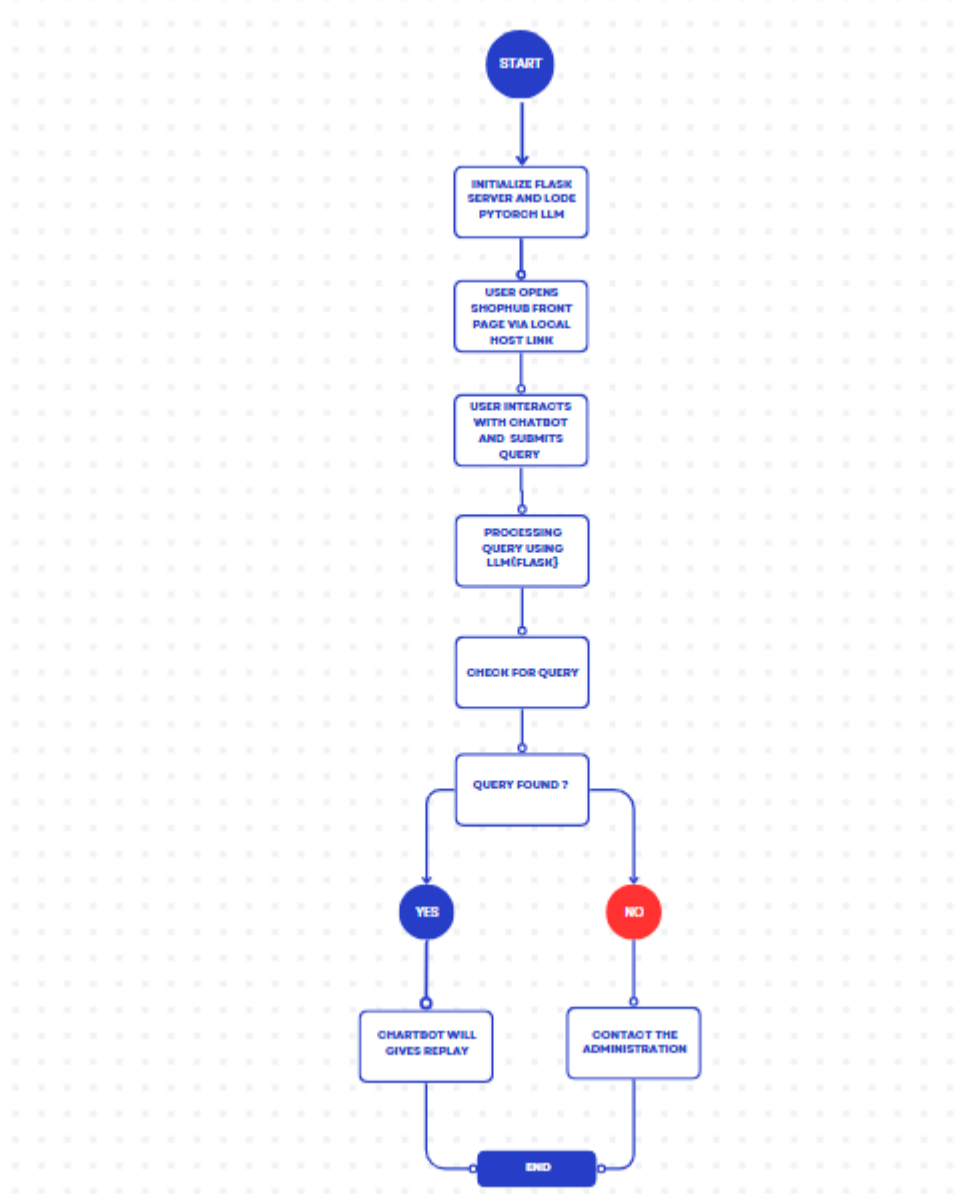 START
INITIALIZE FLASK
SERVER AND LODE
PYTORCH LLM
USER OPENS
SHOPHUB FRONT
PAGE VIA LOCAL
HOST LINK
USER INTERACTS
WITH CHATBOT
AND SUBMITS
QUERY
PROCESSING
QUERY USING
LLM(FLASK)
CHECK FOR QUERY
QUERY FOUND ?
YES
NO
CHARTBOT WILL
GIVES REPLAY
CONTACT THE
ADMINISTRATION
END